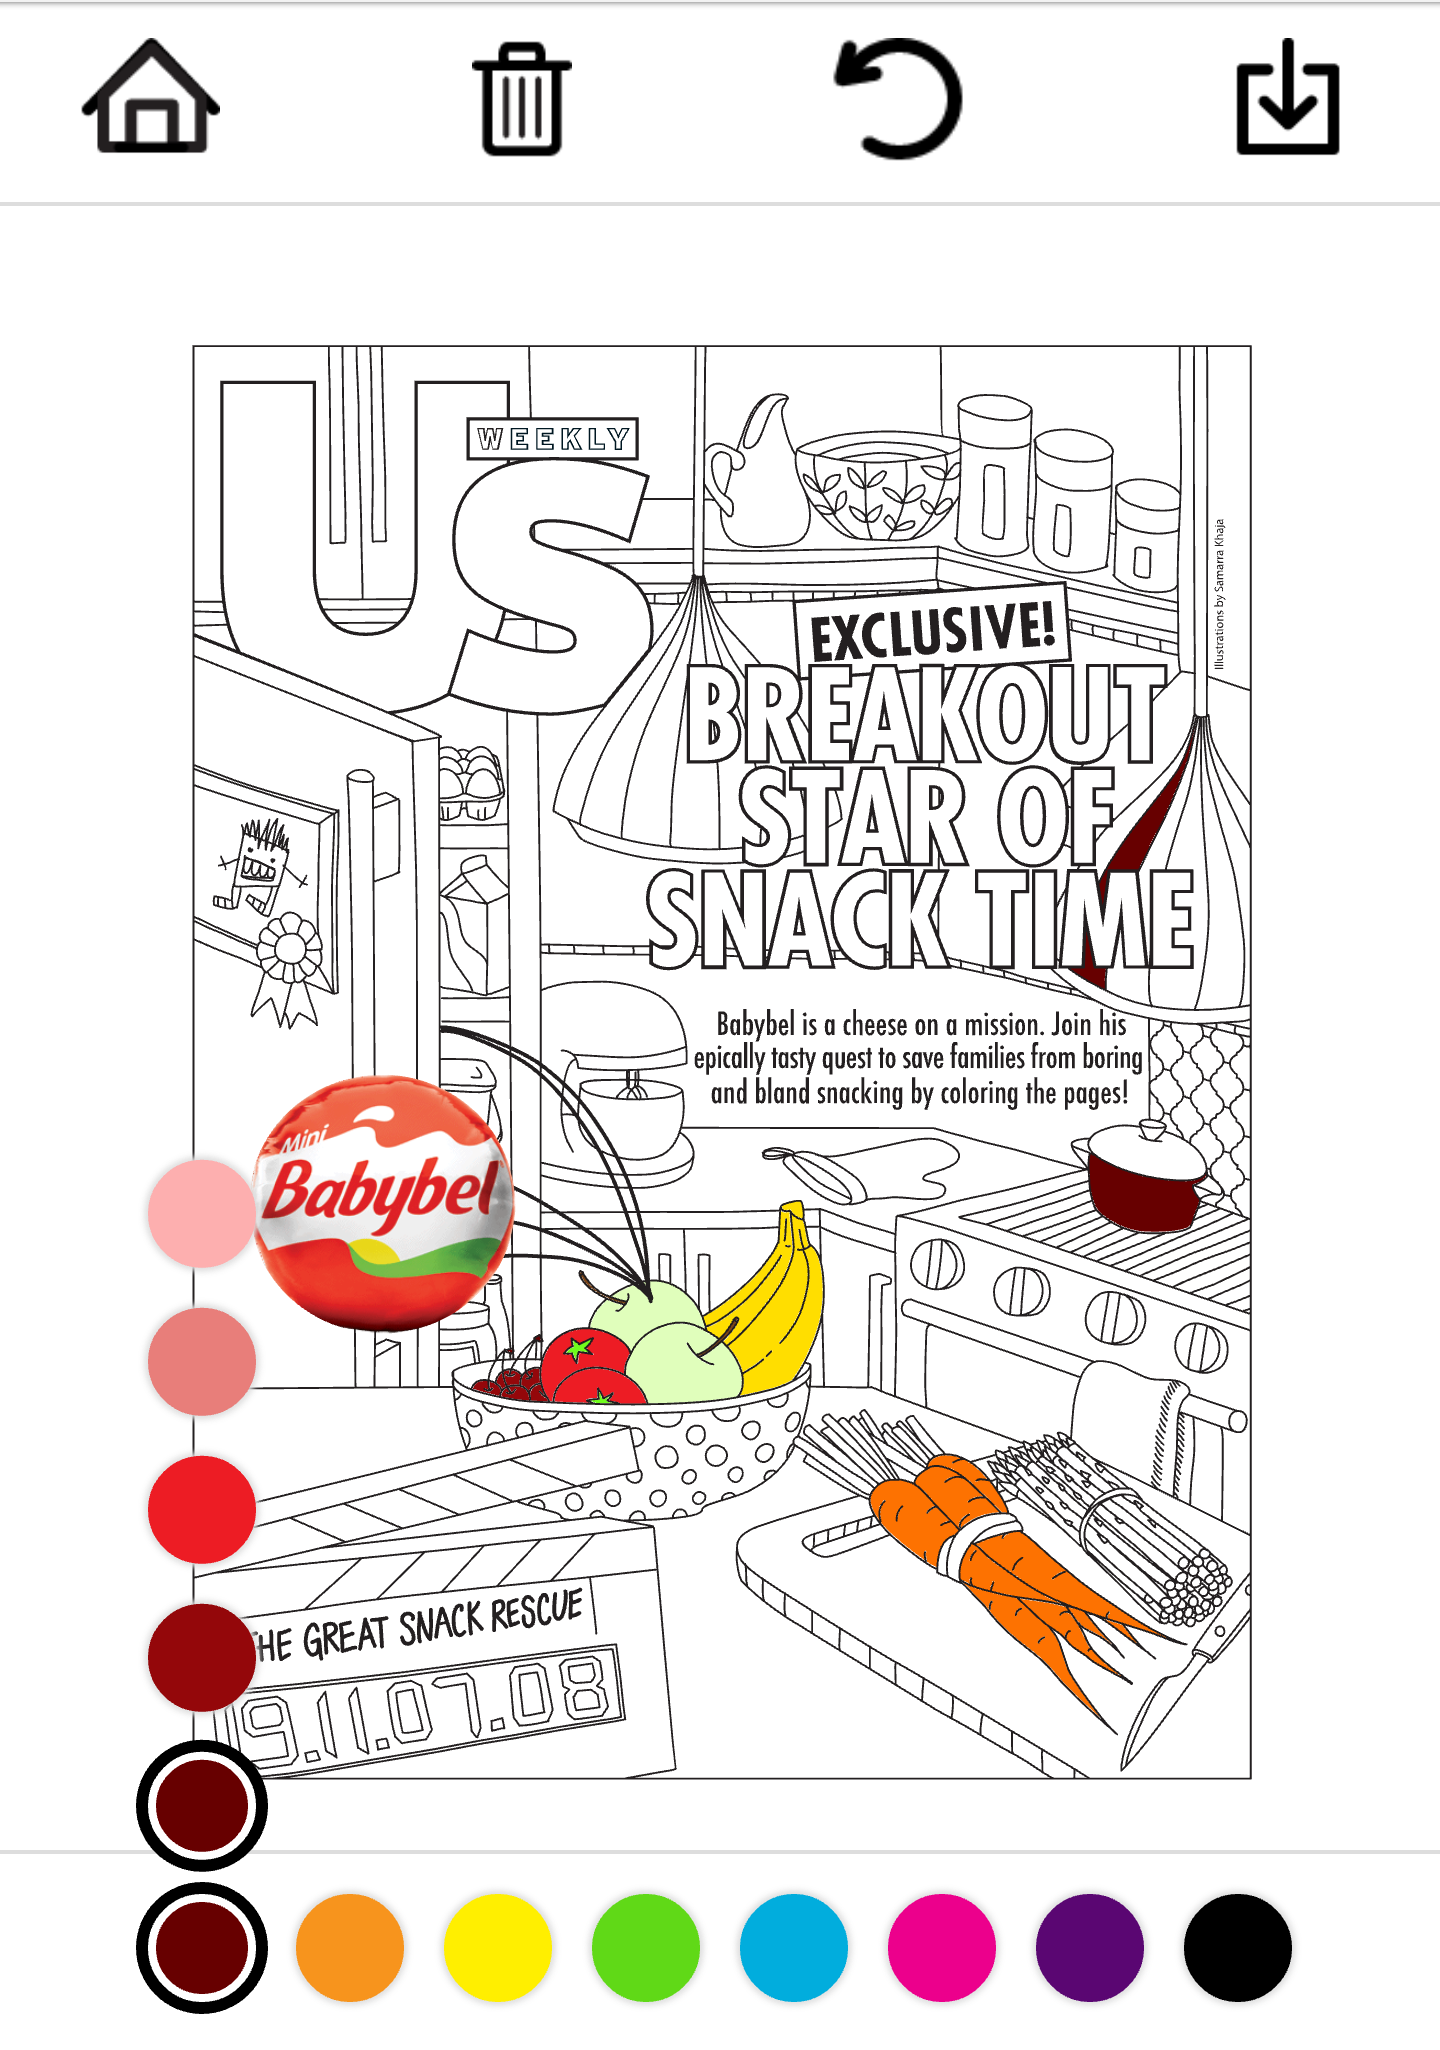 US
WEEKLY
Illustrations by Samarra Khaja
EXCLUSIVE!
BREAKOUT
STAR OF
SNACK TIME
Babybel is a cheese on a mission. Join his
epically tasty quest to save families from boring
and bland snacking by coloring the pages!
Mini
Babybel
HE GREAT SNACK RESCUE
9.11.07.08